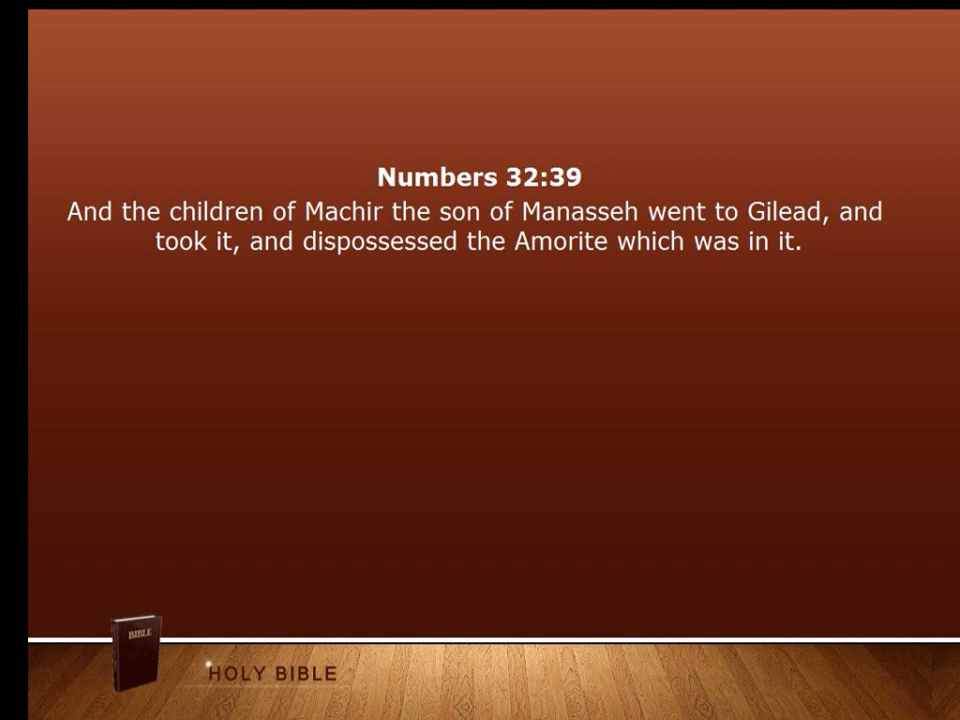 Numbers 32:39
And the children of Machir the son of Manasseh went to Gilead, and
took it, and dispossessed the Amorite which was in it.
BIBLE
HOLY BIBLE